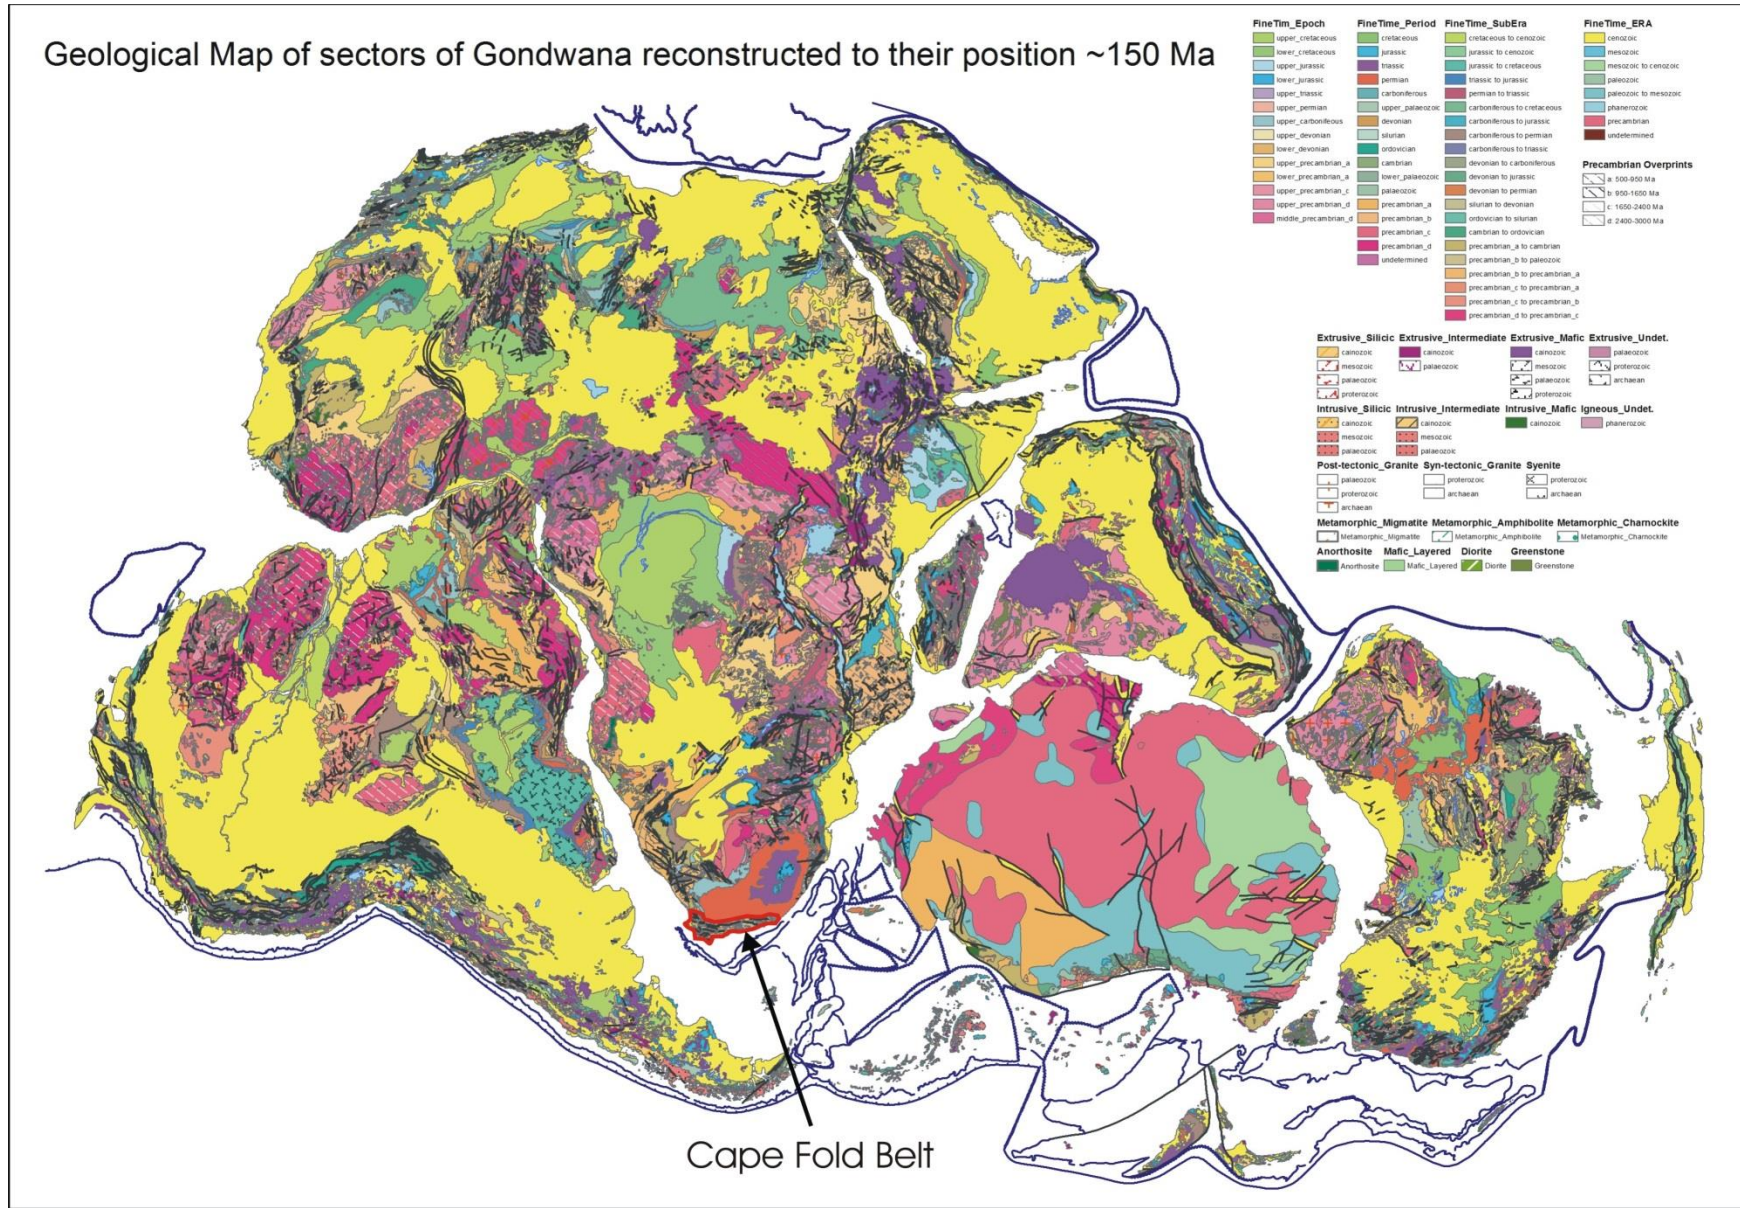 Geological Map of sectors of Gondwana reconstructed to their position ~150 Ma
FineTim_Epoch
upper_cretaceous
lower_cretaceous
upper_jurassic
lower_jurassic
upper_triassic
upper_permian
upper_carbonifeous
upper_devonian
lower_devonian
upper_precambrian_a
lower_precambrian_a
upper_precambrian_c
upper_precambrian_d
middle_precambrian_d
FineTime_Period
cretaceous
jurassic
triassic
permian
carboniferous
upper_palaeozoic
devonian
silurian
ordovician
cambrian
lower_palaeozoic
palaeozoic
precambrian_a
precambrian_b
precambrian_c
precambrian_d
undetermined
FineTime_SubEra
cretaceous to cenozoic
jurassic to cenozoic
jurassic to cretaceous
triassic to jurassic
permian to triassic
carboniferous to cretaceous
carboniferous to jurassic
carboniferous to permian
carboniferous to triassic
devonian to carboniferous
devonian to jurassic
devonian to permian
silurian to devonian
ordovician to silurian
cambrian to ordovician
precambrian_a to cambrian
precambrian_b to paleozoic
precambrian_b to precambrian_a
precambrian_c to precambrian_a
precambrian_c to precambrian_b
precambrian_d to precambrian_c
FineTime_ERA
cenozoic
mesozoic
mesozoic to cenozoic
paleozoic
paleozoic to mesozoic
phanerozoic
precambrian
undetermined
Precambrian Overprints
a: 500-950 Ma
b: 950-1650 Ma
c: 1650-2400 Ma
d: 2400-3000 Ma
Extrusive_Silicic
cainozoic
mesozoic
palaeozoic
proterozoic
Extrusive_Intermediate
cainozoic
palaeozoic
Extrusive_Mafic
cainozoic
mesozoic
palaeozoic
proterozoic
Extrusive_Undet.
palaeozoic
proterozoic
archaean
Intrusive_Silicic
cainozoic
mesozoic
palaeozoic
Intrusive_Intermediate
cainozoic
mesozoic
palaeozoic
Intrusive_Mafic
cainozoic
Igneous_Undet.
phanerozoic
Post-tectonic_Granite
palaeozoic
proterozoic
archaean
Syn-tectonic_Granite
proterozoic
archaean
Syenite
proterozoic
archaean
Metamorphic_Migmatite
Metamorphic_Migmatite
Metamorphic_Amphibolite
Metamorphic_Amphibolite
Metamorphic_Charnockite
Metamorphic_Charnockite
Anorthosite
Anorthosite
Mafic_Layered
Mafic_Layered
Diorite
Diorite
Greenstone
Greenstone
Cape Fold Belt